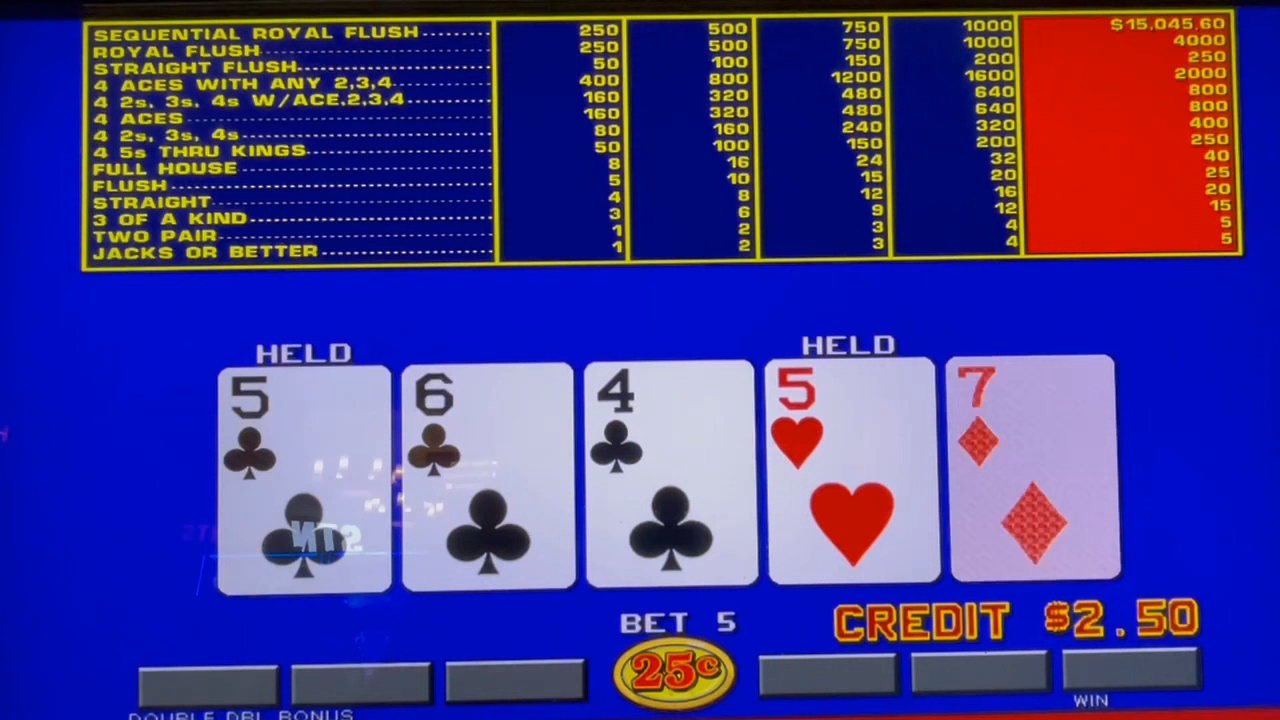 SEQUENTIAL ROYAL FLUSH........ 250 500 750 1000 $15,045.60
ROYAL FLUSH........ 250 500 750 1000 4000
STRAIGHT FLUSH........ 50 100 150 200 250
4 ACES WITH ANY 2,3,4........ 400 800 1200 1600 2000
4 2s, 3s, 4s W/ACE,2,3,4........ 160 320 480 640 800
4 ACES........ 160 320 480 640 800
4 2s, 3s, 4s........ 80 160 240 320 400
4 5s THRU KINGS........ 50 100 150 200 250
FULL HOUSE........ 8 16 24 32 40
FLUSH........ 5 10 15 20 25
STRAIGHT........ 4 8 12 16 20
3 OF A KIND........ 3 6 9 12 15
TWO PAIR........ 1 2 3 4 5
JACKS OR BETTER........ 1 2 3 4 5
HELD HELD
5 6 4 5 7
BET 5 CREDIT $2.50
25¢
WIN
DOUBLE DBL BONUS